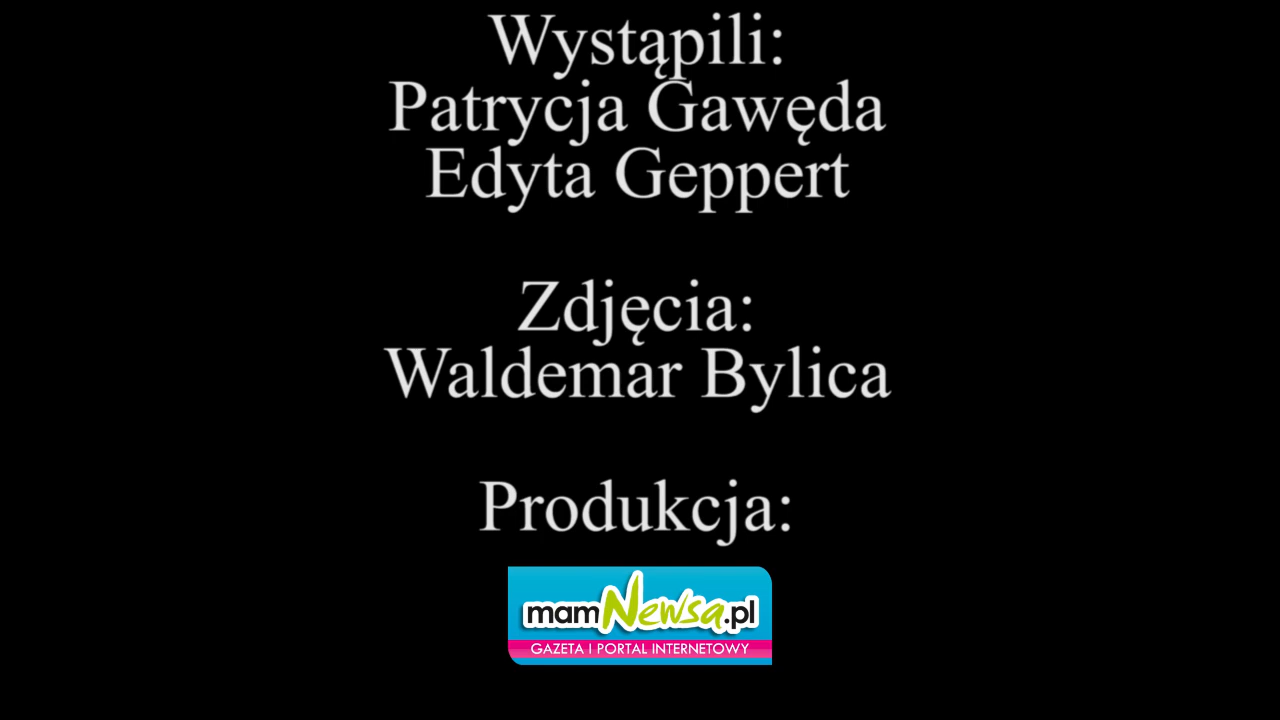 Wystąpili:
Patrycja Gawęda
Edyta Geppert
Zdjęcia:
Waldemar Bylica
Produkcja:
mamNewsa.pl
GAZETA I PORTAL INTERNETOWY